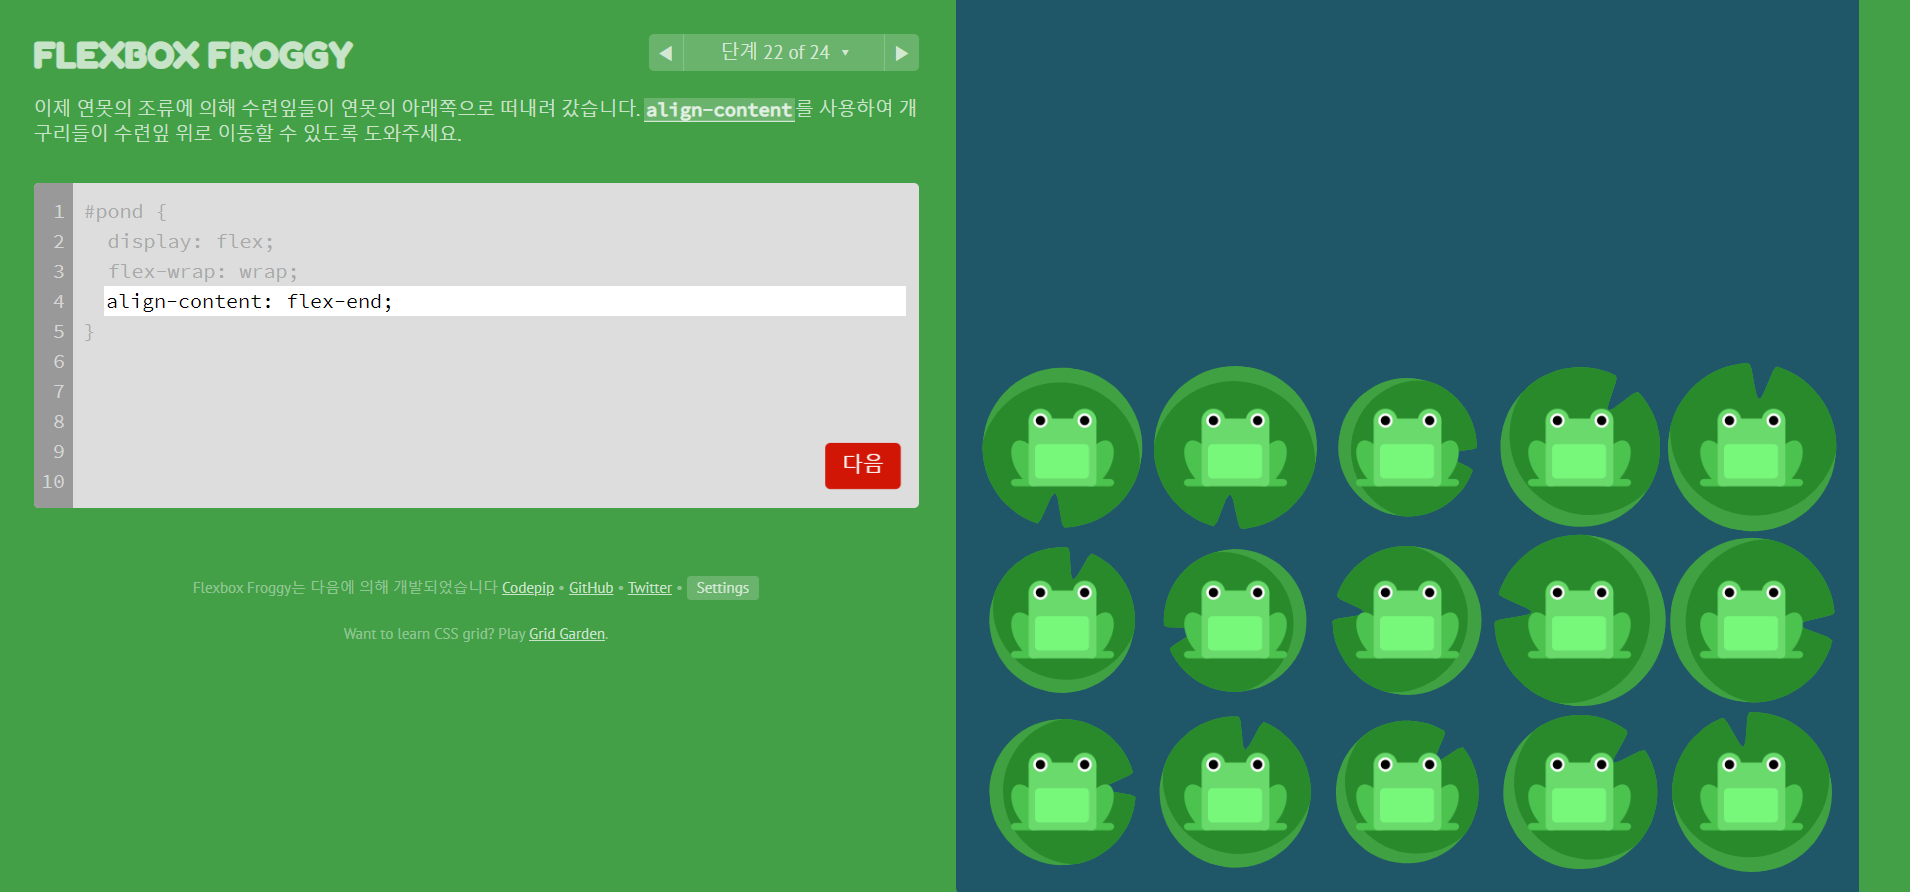 FLEXBOX FROGGY
◀ 단계 22 of 24 ▼ ▶
이제 연못의 조류에 의해 수련잎들이 연못의 아래쪽으로 떠내려 갔습니다. align-content를 사용하여 개
구리들이 수련잎 위로 이동할 수 있도록 도와주세요.
1 #pond {
2 display: flex;
3 flex-wrap: wrap;
4 align-content: flex-end;
5 }
6
7
8
9
10
다음
Flexbox Froggy는 다음에 의해 개발되었습니다 Codepip • GitHub • Twitter • Settings
Want to learn CSS grid? Play Grid Garden.